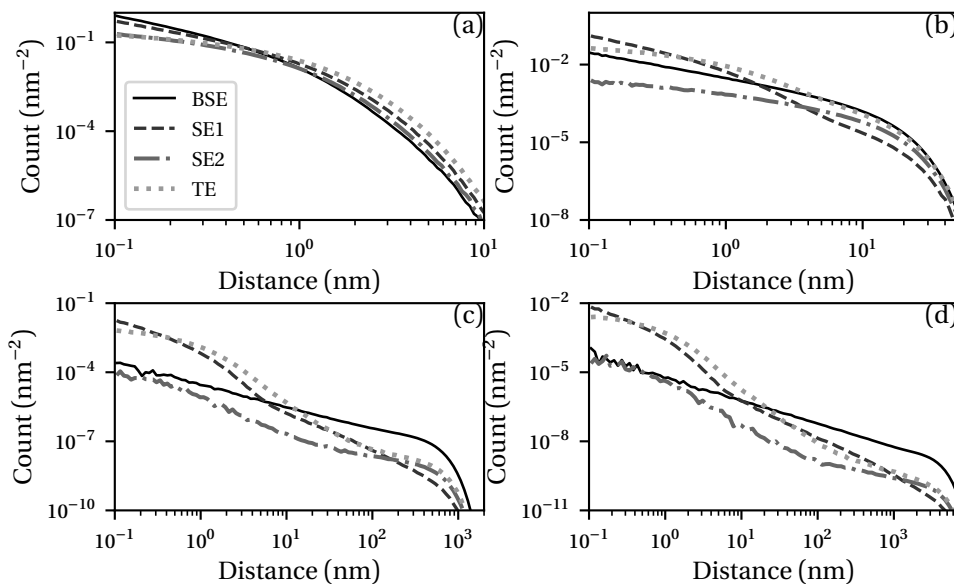 (a)
Count (nm⁻²)
10⁻¹
10⁻⁴
10⁻⁷
BSE
SE1
SE2
TE
10⁻¹ 10⁰ 10¹
Distance (nm)
(b)
Count (nm⁻²)
10⁻²
10⁻⁵
10⁻⁸
10⁻¹ 10⁰ 10¹
Distance (nm)
(c)
Count (nm⁻²)
10⁻¹
10⁻⁴
10⁻⁷
10⁻¹⁰
10⁻¹ 10⁰ 10¹ 10² 10³
Distance (nm)
(d)
Count (nm⁻²)
10⁻²
10⁻⁵
10⁻⁸
10⁻¹¹
10⁻¹ 10⁰ 10¹ 10² 10³
Distance (nm)